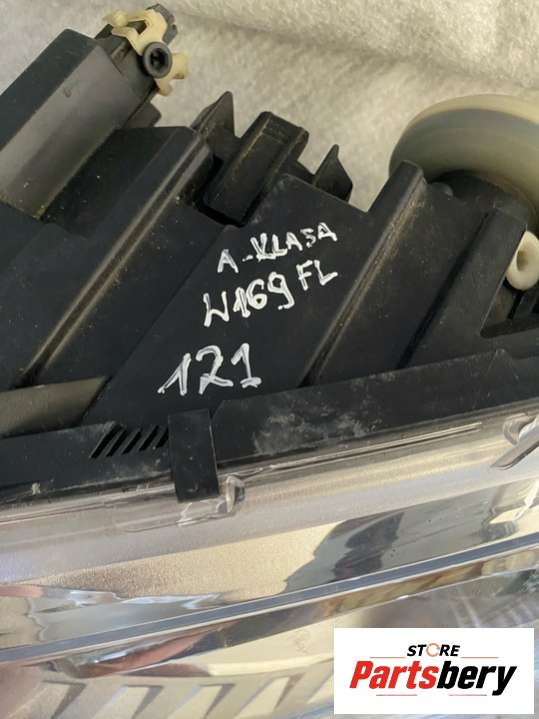 A-KLASA
W169 FL
121
STORE
Partsbery